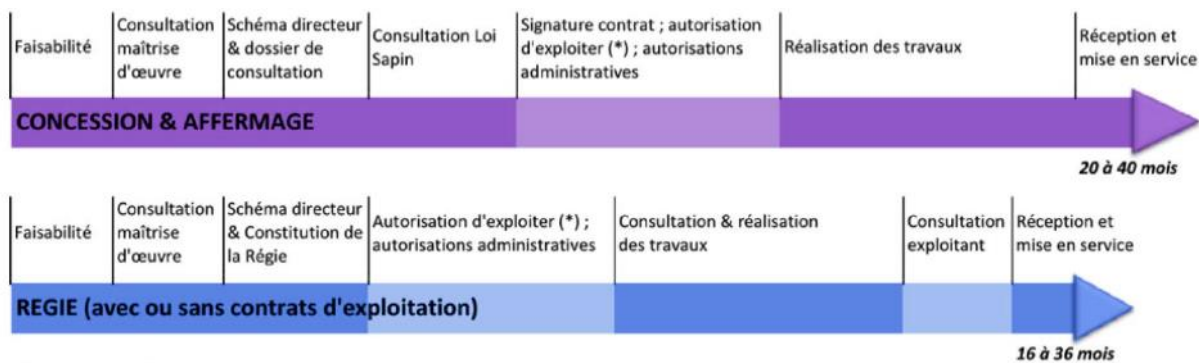 Faisabilité
Consultation
maîtrise
d'œuvre
Schéma directeur
& dossier de
consultation
Consultation Loi
Sapin
Signature contrat ; autorisation
d'exploiter (*) ; autorisations
administratives
Réalisation des travaux
Réception et
mise en service
CONCESSION & AFFERMAGE
20 à 40 mois
Faisabilité
Consultation
maîtrise
d'œuvre
Schéma directeur
& Constitution de
la Régie
Autorisation d'exploiter (*) ;
autorisations administratives
Consultation & réalisation
des travaux
Consultation
exploitant
Réception et
mise en service
REGIE (avec ou sans contrats d'exploitation)
16 à 36 mois